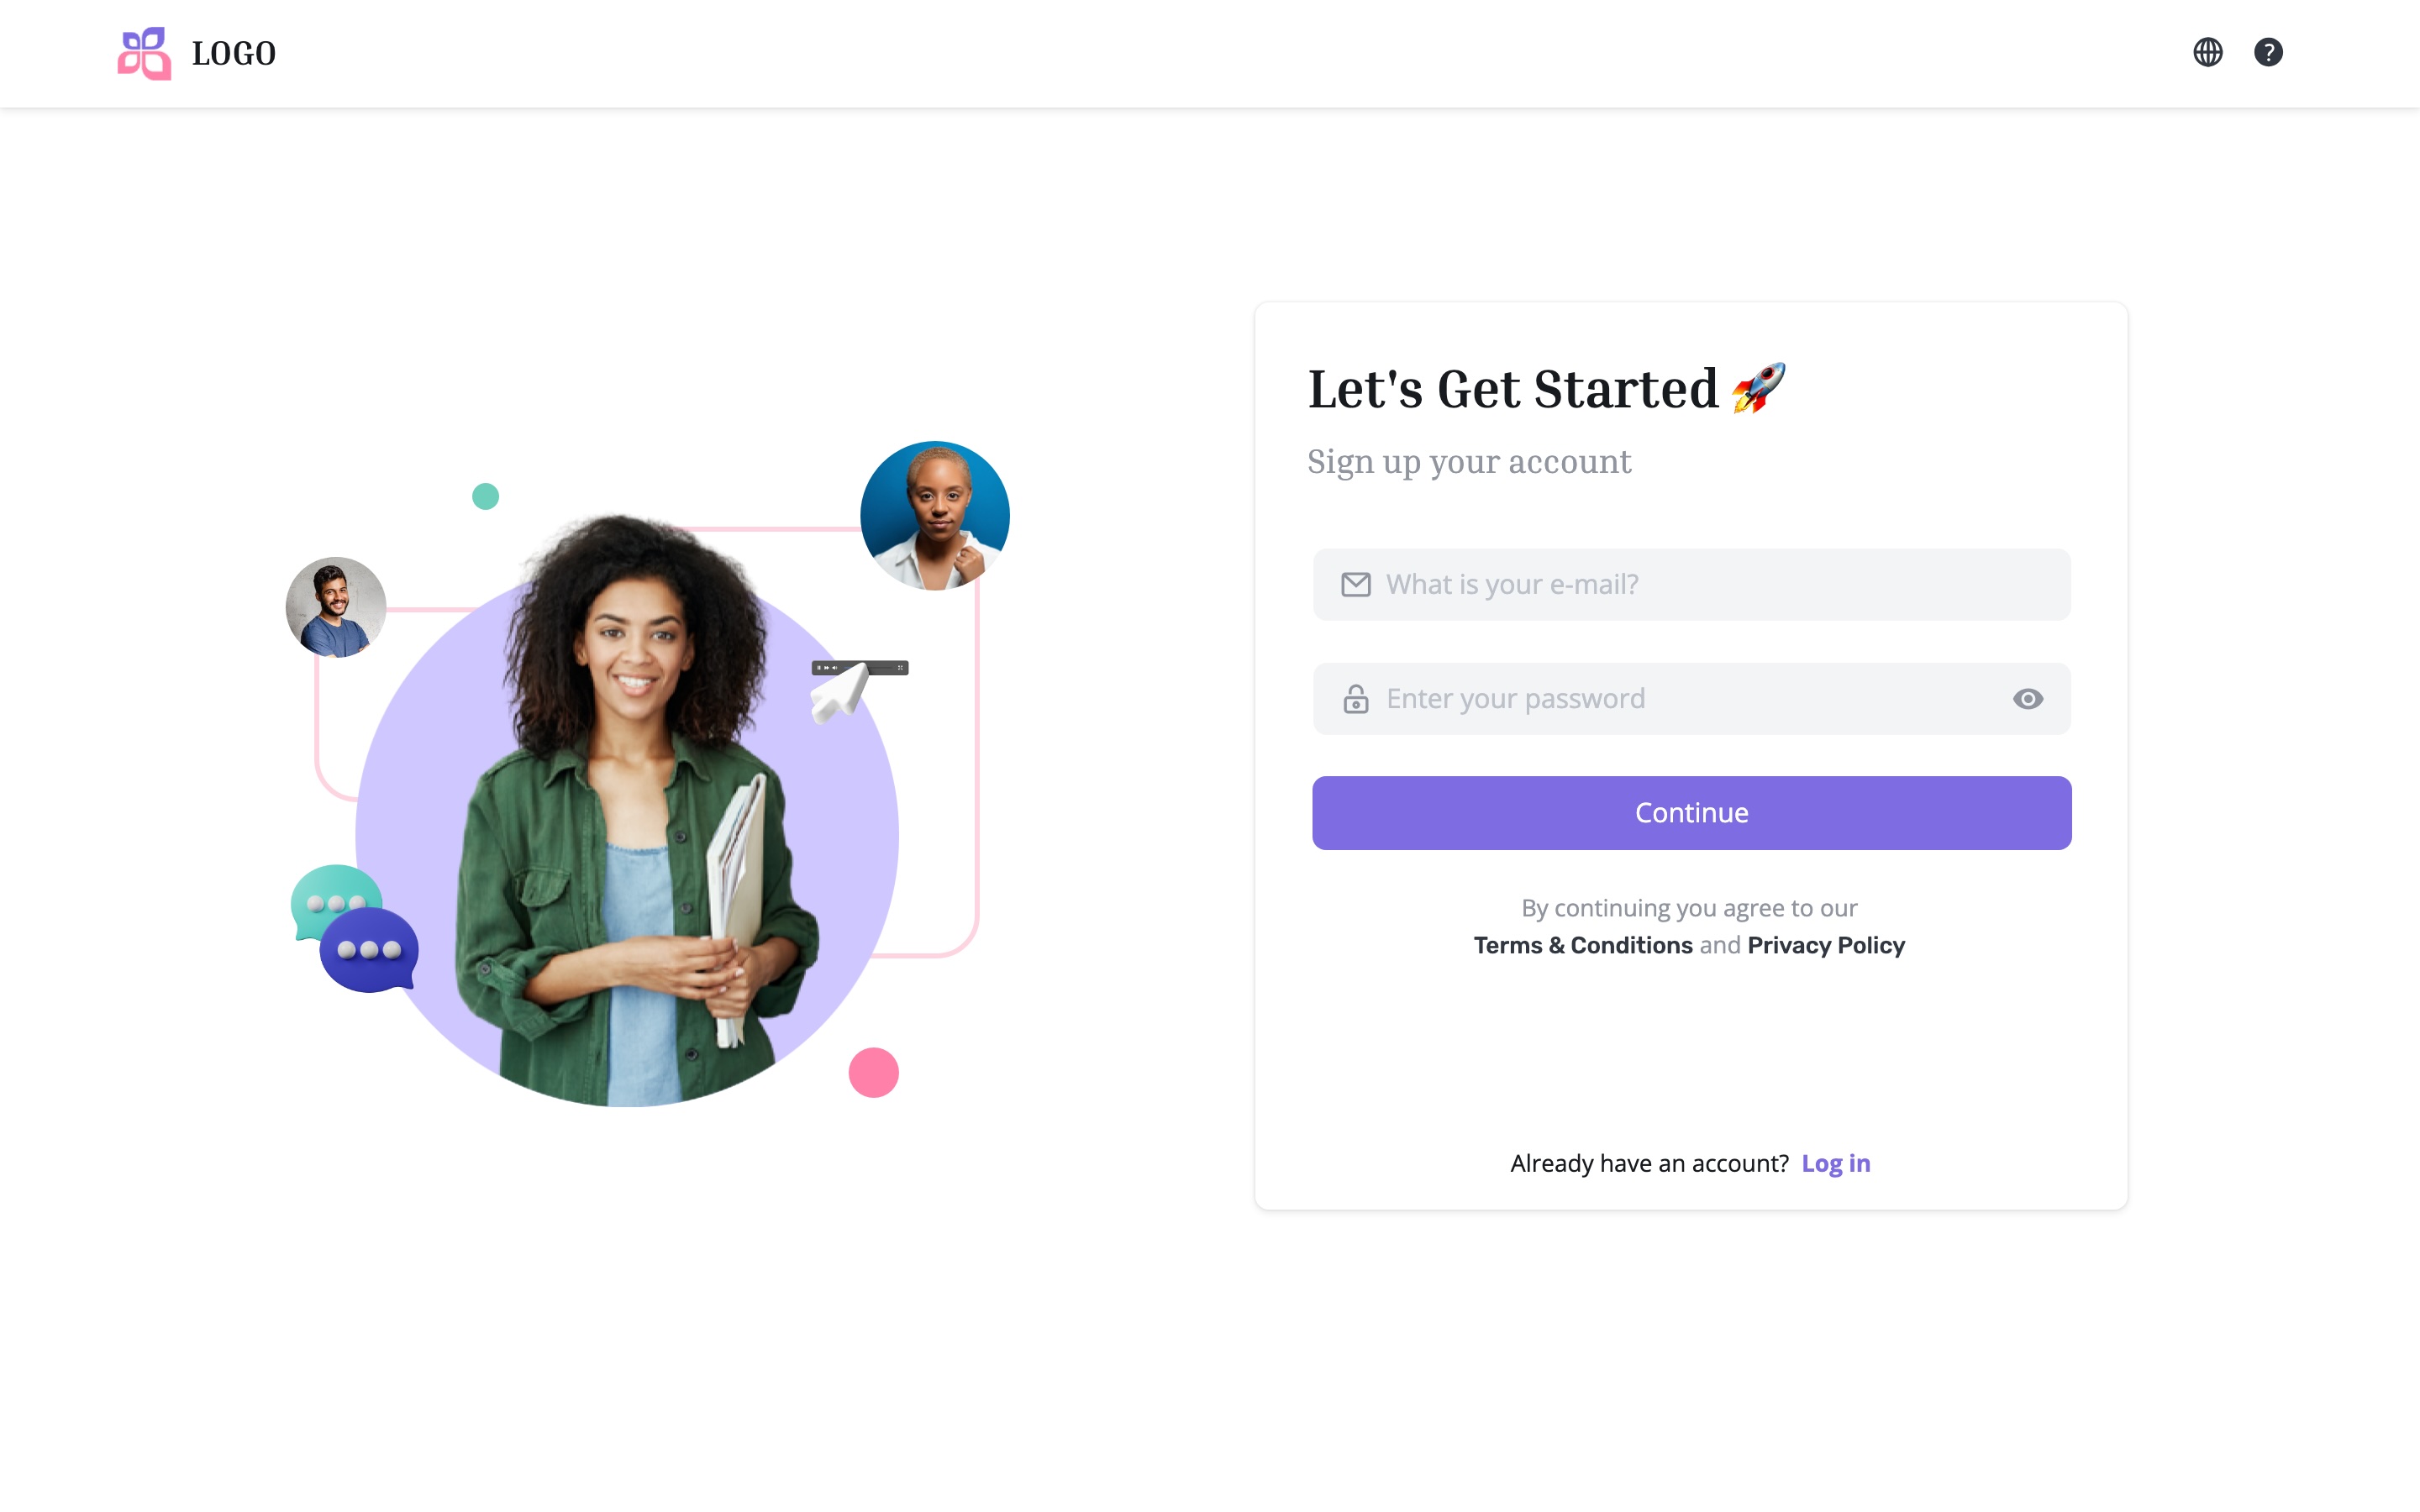 LOGO
Let's Get Started 🚀
Sign up your account
What is your e-mail?
Enter your password
Continue
By continuing you agree to our
Terms & Conditions and Privacy Policy
Already have an account? Log in